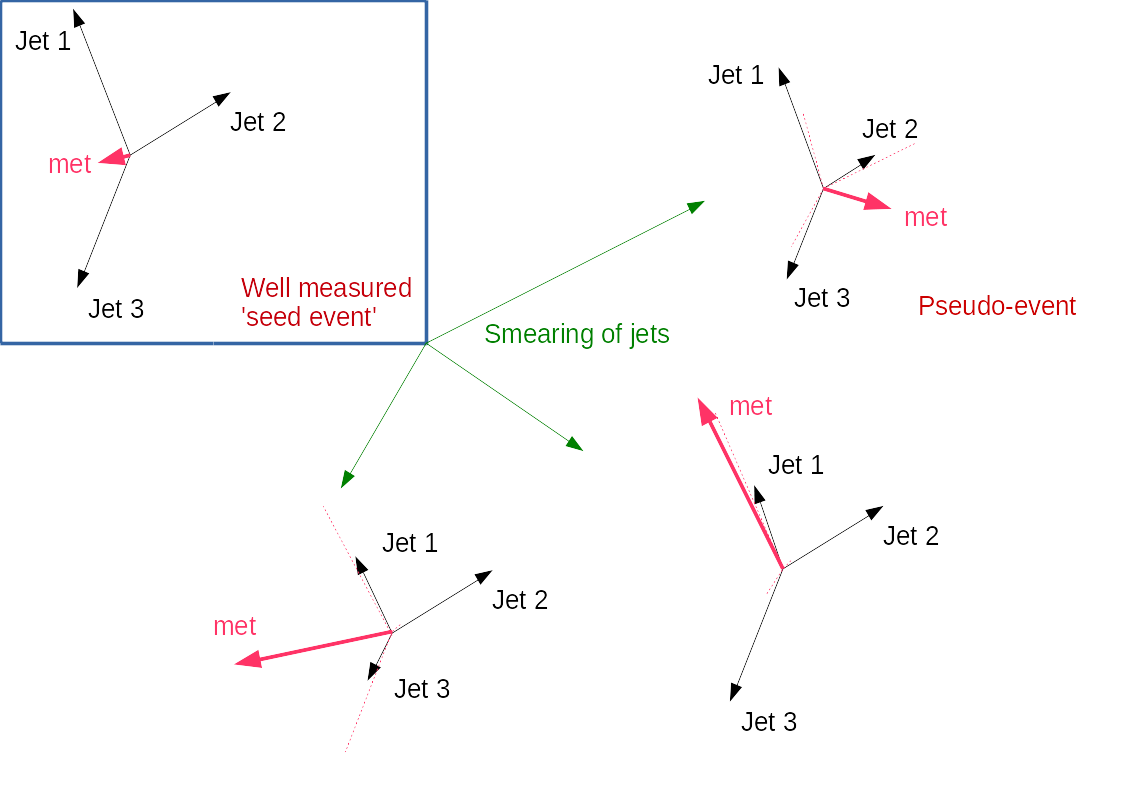 Jet 1
Jet 2
met
Jet 3
Well measured
'seed event'
Jet 1
Jet 2
met
Jet 3
Pseudo-event
Smearing of jets
met
Jet 1
Jet 2
Jet 3
Jet 1
Jet 2
met
Jet 3